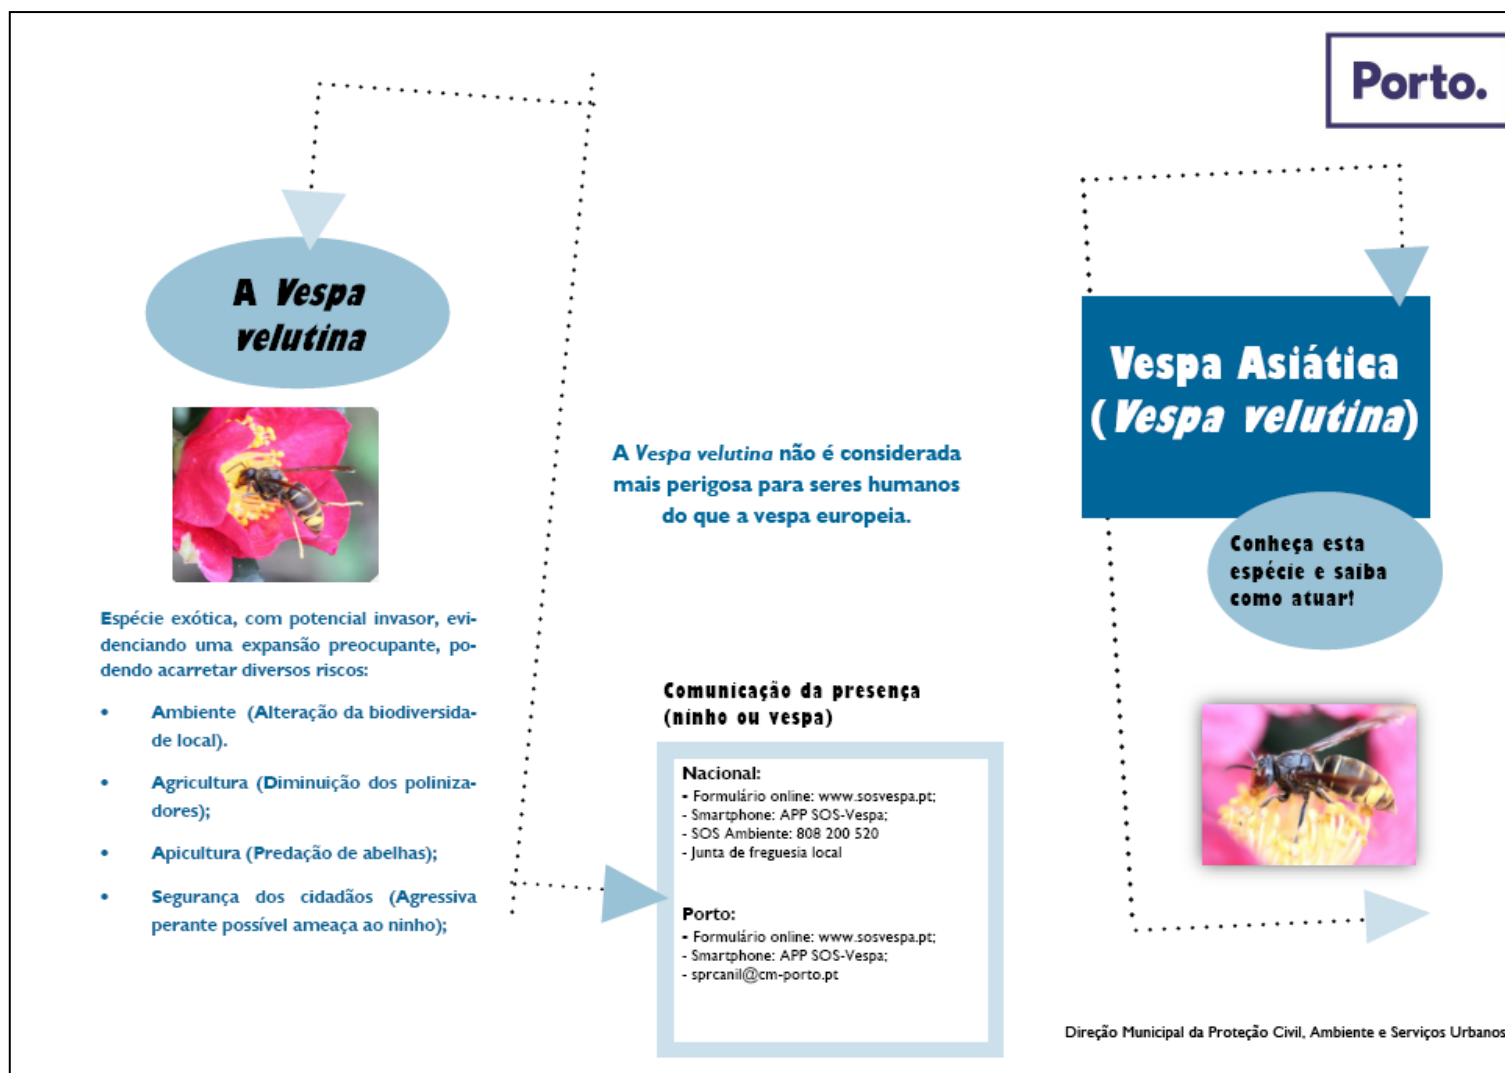 A Vespa
velutina
Espécie exótica, com potencial invasor, evi-
denciando uma expansão preocupante, po-
dendo acarretar diversos riscos:
• Ambiente (Alteração da biodiversida-
de local).
• Agricultura (Diminuição dos poliniza-
dores);
• Apicultura (Predação de abelhas);
• Segurança dos cidadãos (Agressiva
perante possível ameaça ao ninho);
A Vespa velutina não é considerada
mais perigosa para seres humanos
do que a vespa europeia.
Comunicação da presença
(ninho ou vespa)
Nacional:
- Formulário online: www.sosvespa.pt;
- Smartphone: APP SOS-Vespa;
- SOS Ambiente: 808 200 520
- Junta de freguesia local
Porto:
- Formulário online: www.sosvespa.pt;
- Smartphone: APP SOS-Vespa;
- sprcanil@cm-porto.pt
Porto.
Vespa Asiática
(Vespa velutina)
Conheça esta
espécie e saiba
como atuar!
Direção Municipal da Proteção Civil, Ambiente e Serviços Urbanos